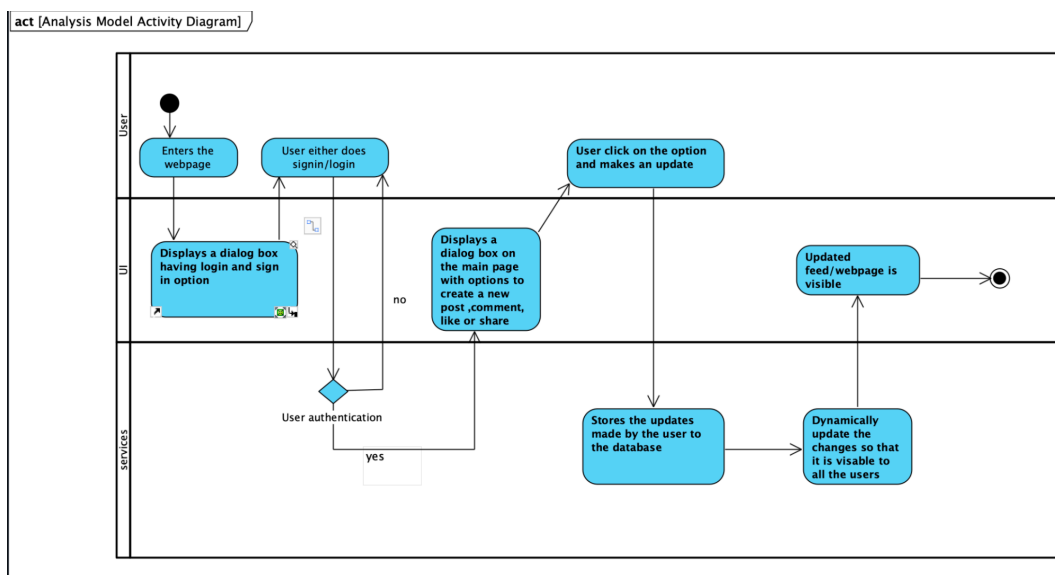 act [Analysis Model Activity Diagram]
User
Enters the
webpage
User either does
signin/login
User click on the option
and makes an update
UI
Displays a dialog box
having login and sign
in option
no
Displays a
dialog box on
the main page
with options to
create a new
post ,comment,
like or share
Updated
feed/webpage is
visible
services
User authentication
yes
Stores the updates
made by the user to
the database
Dynamically
update the
changes so that
it is visable to
all the users